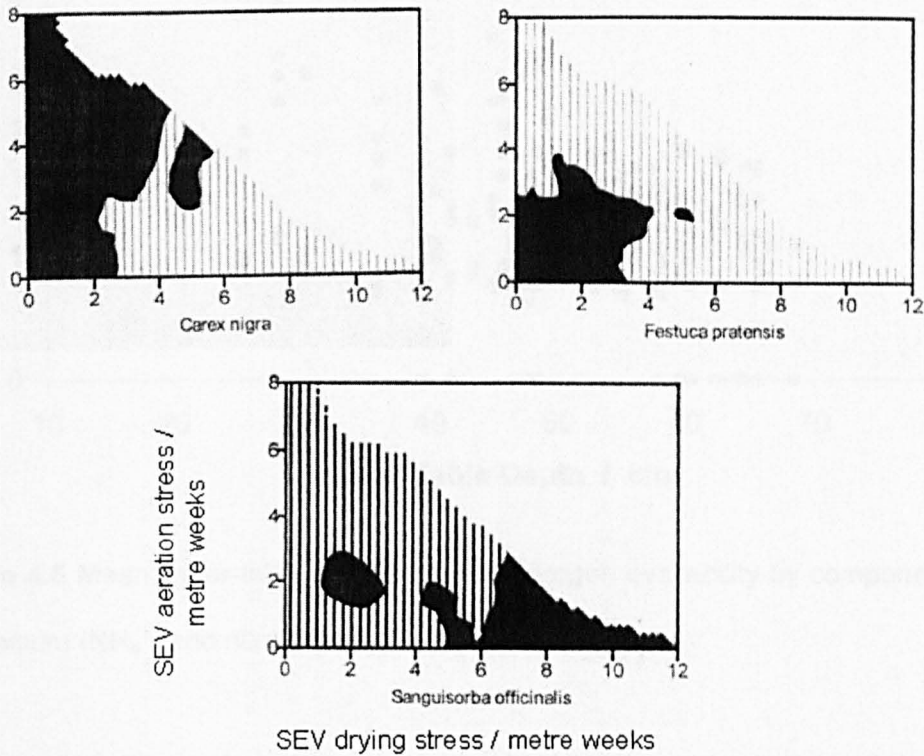 8
6
4
2
0
0 2 4 6 8 10 12
Carex nigra
8
6
4
2
0
0 2 4 6 8 10 12
Festuca pratensis
8
6
4
2
0
0 2 4 6 8 10 12
Sanguisorba officinalis
SEV aeration stress /
metre weeks
SEV drying stress / metre weeks